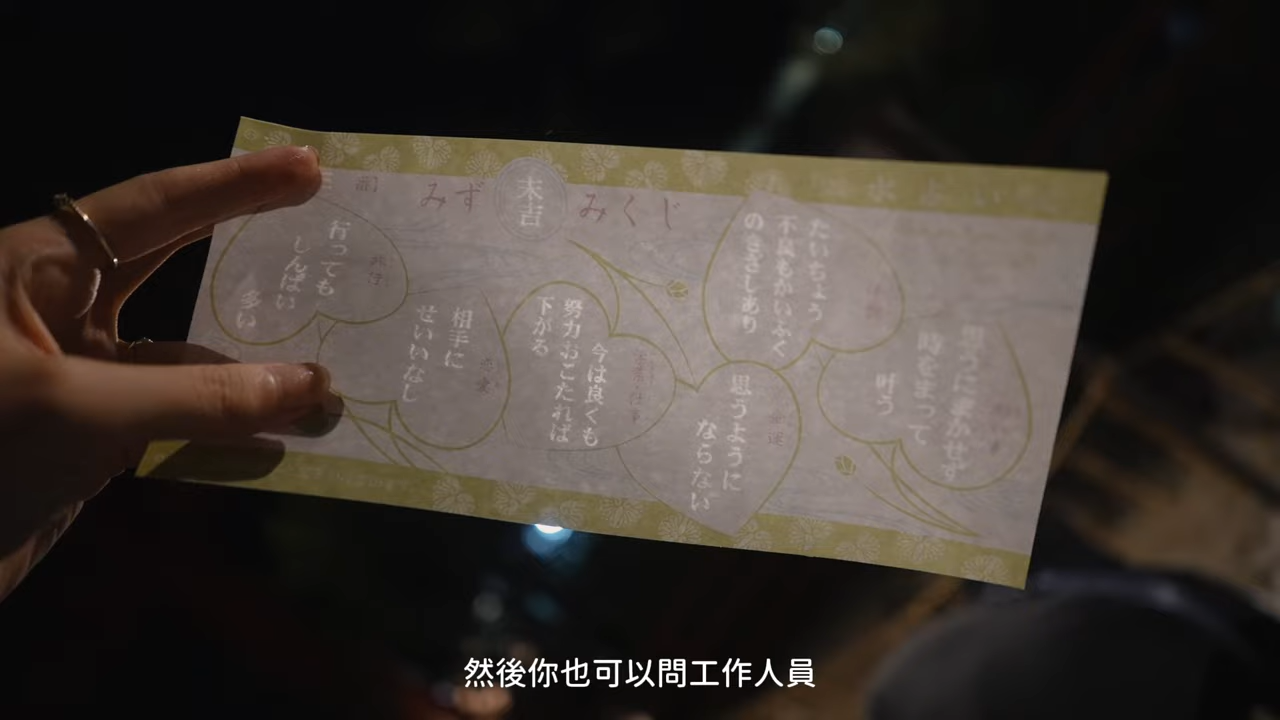 みず
末吉
みくじ
思うにまかせず
時をまって
叶う
たいちょう
不良もかいふく
のきざしあり
思うように
ならない
今は良くも
努力おこたれば
下がる
相手に
せいいなし
行っても
しんぱい
多い
然後你也可以問工作人員